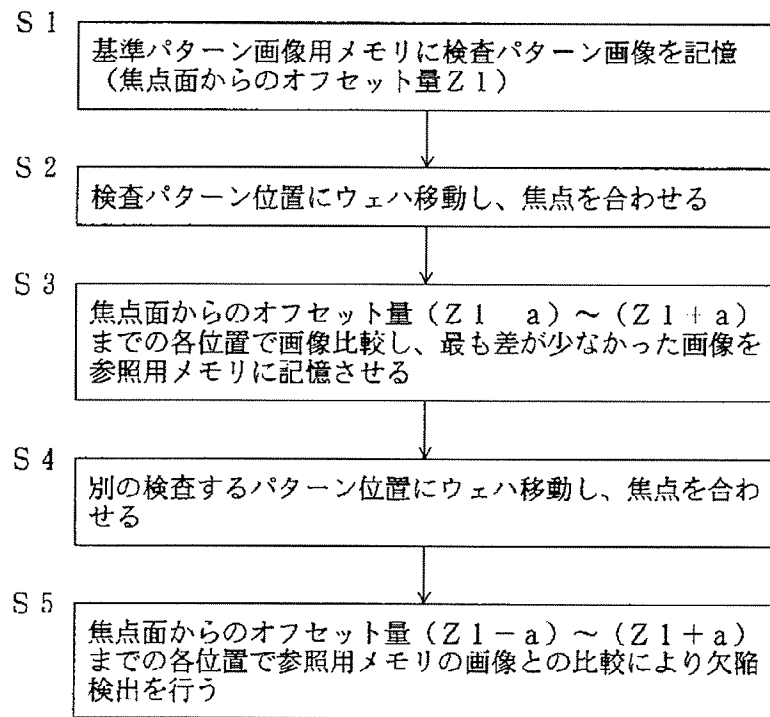 S 1
基準パターン画像用メモリに検査パターン画像を記憶
（焦点面からのオフセット量Ｚ１）
S 2
検査パターン位置にウェハ移動し、焦点を合わせる
S 3
焦点面からのオフセット量（Ｚ１　ａ）～（Ｚ１＋ａ）
までの各位置で画像比較し、最も差が少なかった画像を
参照用メモリに記憶させる
S 4
別の検査するパターン位置にウェハ移動し、焦点を合わ
せる
S 5
焦点面からのオフセット量（Ｚ１－ａ）～（Ｚ１＋ａ）
までの各位置で参照用メモリの画像との比較により欠陥
検出を行う